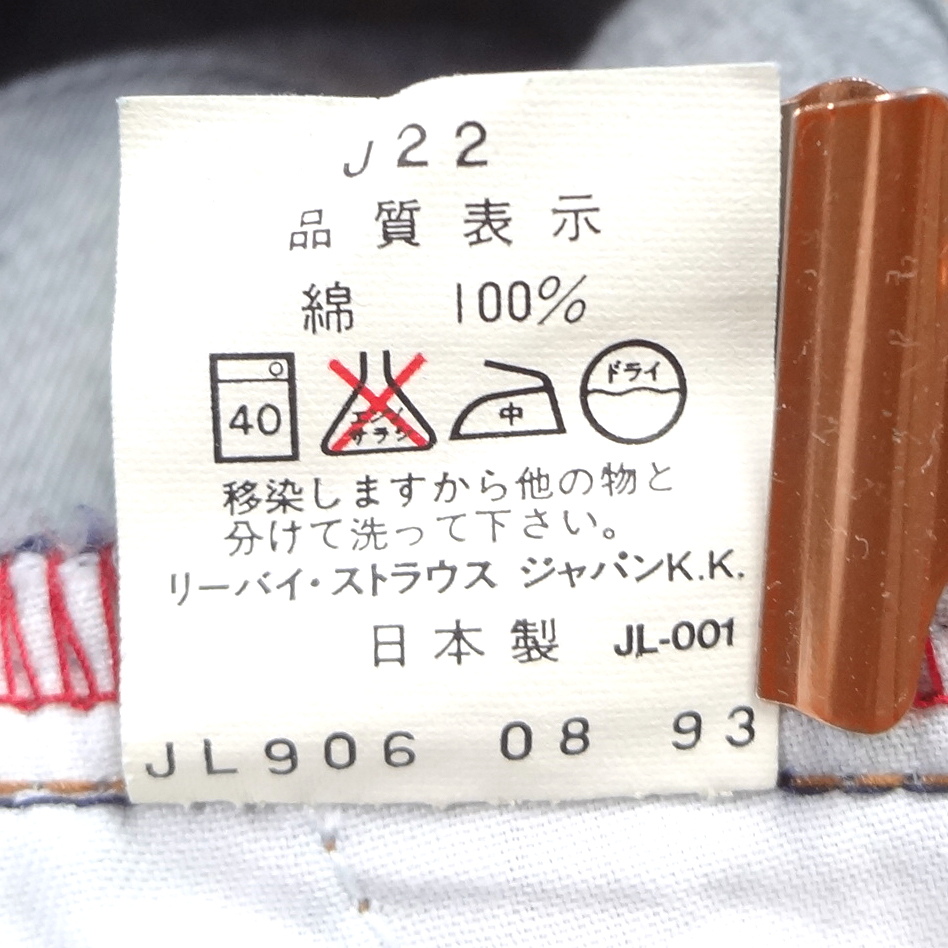 J22
品質表示
綿 100%
40 エンソサラシ 中 ドライ
移染しますから他の物と
分けて洗って下さい。
リーバイ・ストラウス ジャパンK.K.
日本製 JL-001
JL906 08 93